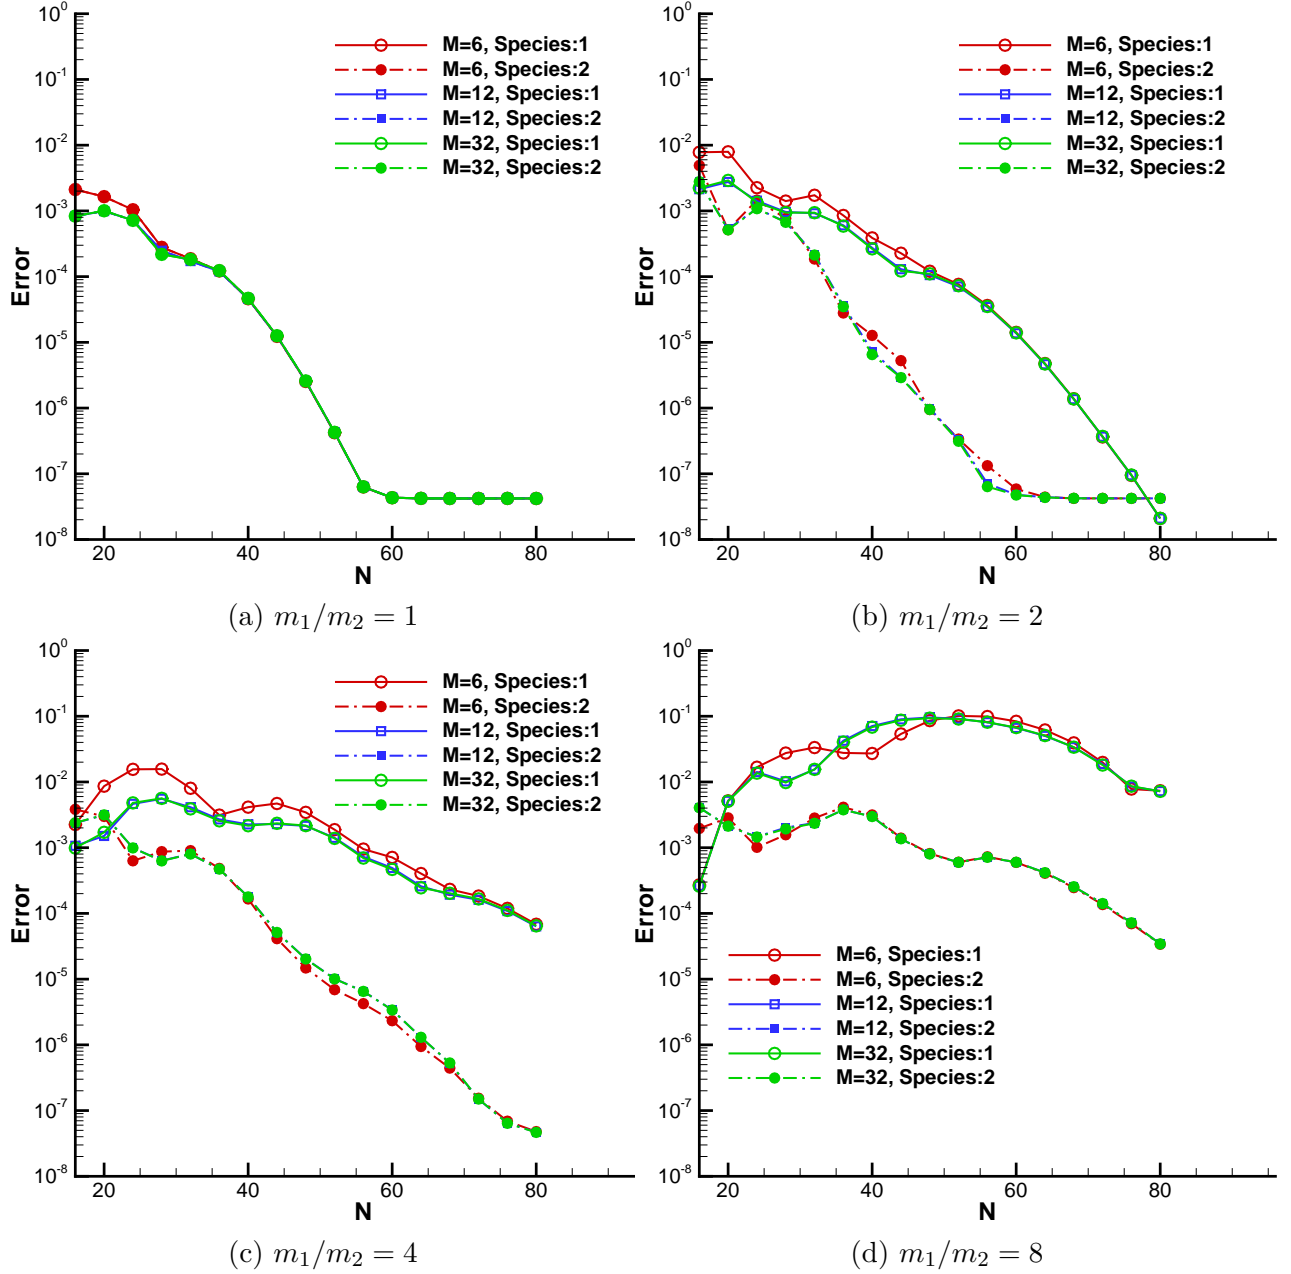 10^0
10^-1
10^-2
10^-3
10^-4
10^-5
10^-6
10^-7
10^-8
Error
20 40 60 80
N
M=6, Species:1
M=6, Species:2
M=12, Species:1
M=12, Species:2
M=32, Species:1
M=32, Species:2
(a) m_1/m_2 = 1
10^0
10^-1
10^-2
10^-3
10^-4
10^-5
10^-6
10^-7
10^-8
Error
20 40 60 80
N
M=6, Species:1
M=6, Species:2
M=12, Species:1
M=12, Species:2
M=32, Species:1
M=32, Species:2
(b) m_1/m_2 = 2
10^0
10^-1
10^-2
10^-3
10^-4
10^-5
10^-6
10^-7
10^-8
Error
20 40 60 80
N
M=6, Species:1
M=6, Species:2
M=12, Species:1
M=12, Species:2
M=32, Species:1
M=32, Species:2
(c) m_1/m_2 = 4
10^0
10^-1
10^-2
10^-3
10^-4
10^-5
10^-6
10^-7
10^-8
Error
20 40 60 80
N
M=6, Species:1
M=6, Species:2
M=12, Species:1
M=12, Species:2
M=32, Species:1
M=32, Species:2
(d) m_1/m_2 = 8